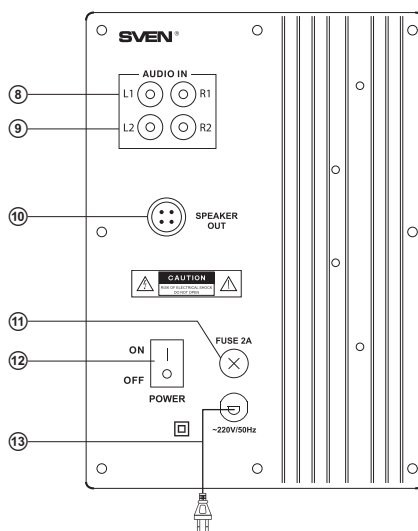 SVEN®
AUDIO IN
8 L1 R1
9 L2 R2
10 SPEAKER
OUT
CAUTION
RISK OF ELECTRICAL SHOCK
DO NOT OPEN
11 FUSE 2A
12 ON
OFF
POWER
13 ~220V/50Hz